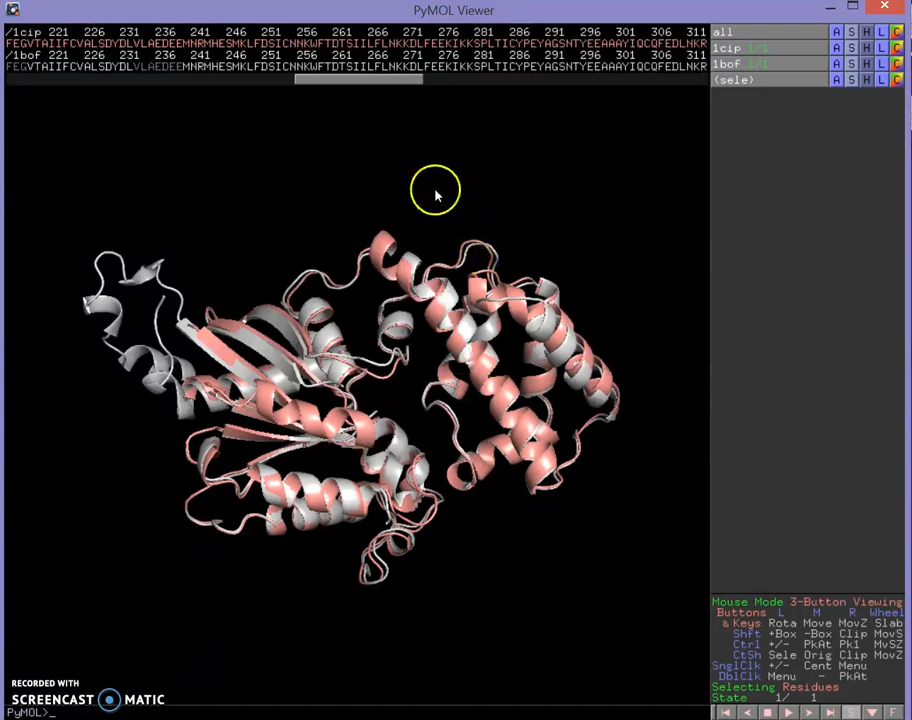 PyMOL Viewer
/1cip 221 226 231 236 241 246 251 256 261 266 271 276 281 286 291 296 301 306 311
FEGVTAIIFCVALSDYDLVLAEDEEMNRMHESMKLFDSICNNKWFTDTSIILFLNKKDLFEEKIKKSPLTICYPEYAGSNTYEEAAAYIQCQFEDLNKR
/1bof 221 226 231 236 241 246 251 256 261 266 271 276 281 286 291 296 301 306 311
FEGVTAIIFCVALSDYDLVLAEDEEMNRMHESMKLFDSICNNKWFTDTSIILFLNKKDLFEEKIKKSPLTICYPEYAGSNTYEEAAAYIQCQFEDLNKR
all A S H L C
1cip 1/1 A S H L C
1bof 1/1 A S H L C
(sele) A S H L C
Mouse Mode 3-Button Viewing
Buttons L M R Wheel
& Keys Rota Move MovZ Slab
Shft +Box -Box Clip MovS
Ctrl +/- PkAt Pk1 MvSZ
CtSh Sele Orig Clip MovZ
SnglClk +/- Cent Menu
DblClk Menu - PkAt
Selecting Residues
State 1/ 1
S F
RECORDED WITH
SCREENCAST MATIC
PyMOL>_